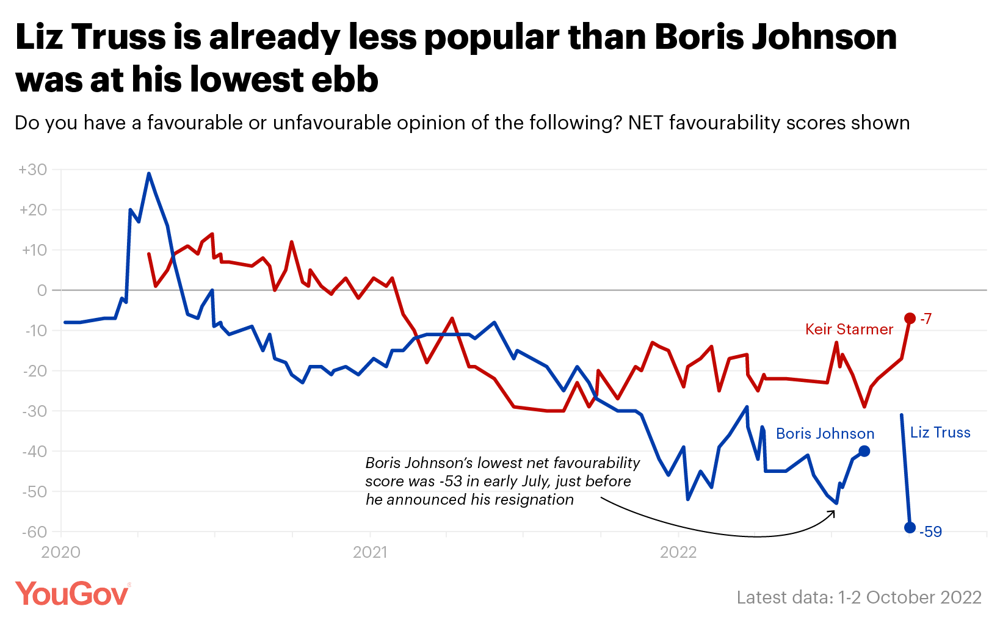 Liz Truss is already less popular than Boris Johnson
was at his lowest ebb
Do you have a favourable or unfavourable opinion of the following? NET favourability scores shown
+30
+20
+10
0
-10
-20
-30
-40
-50
-60
Keir Starmer
-7
Boris Johnson
Liz Truss
-59
Boris Johnson’s lowest net favourability
score was -53 in early July, just before
he announced his resignation
2020
2021
2022
YouGov®
Latest data: 1-2 October 2022